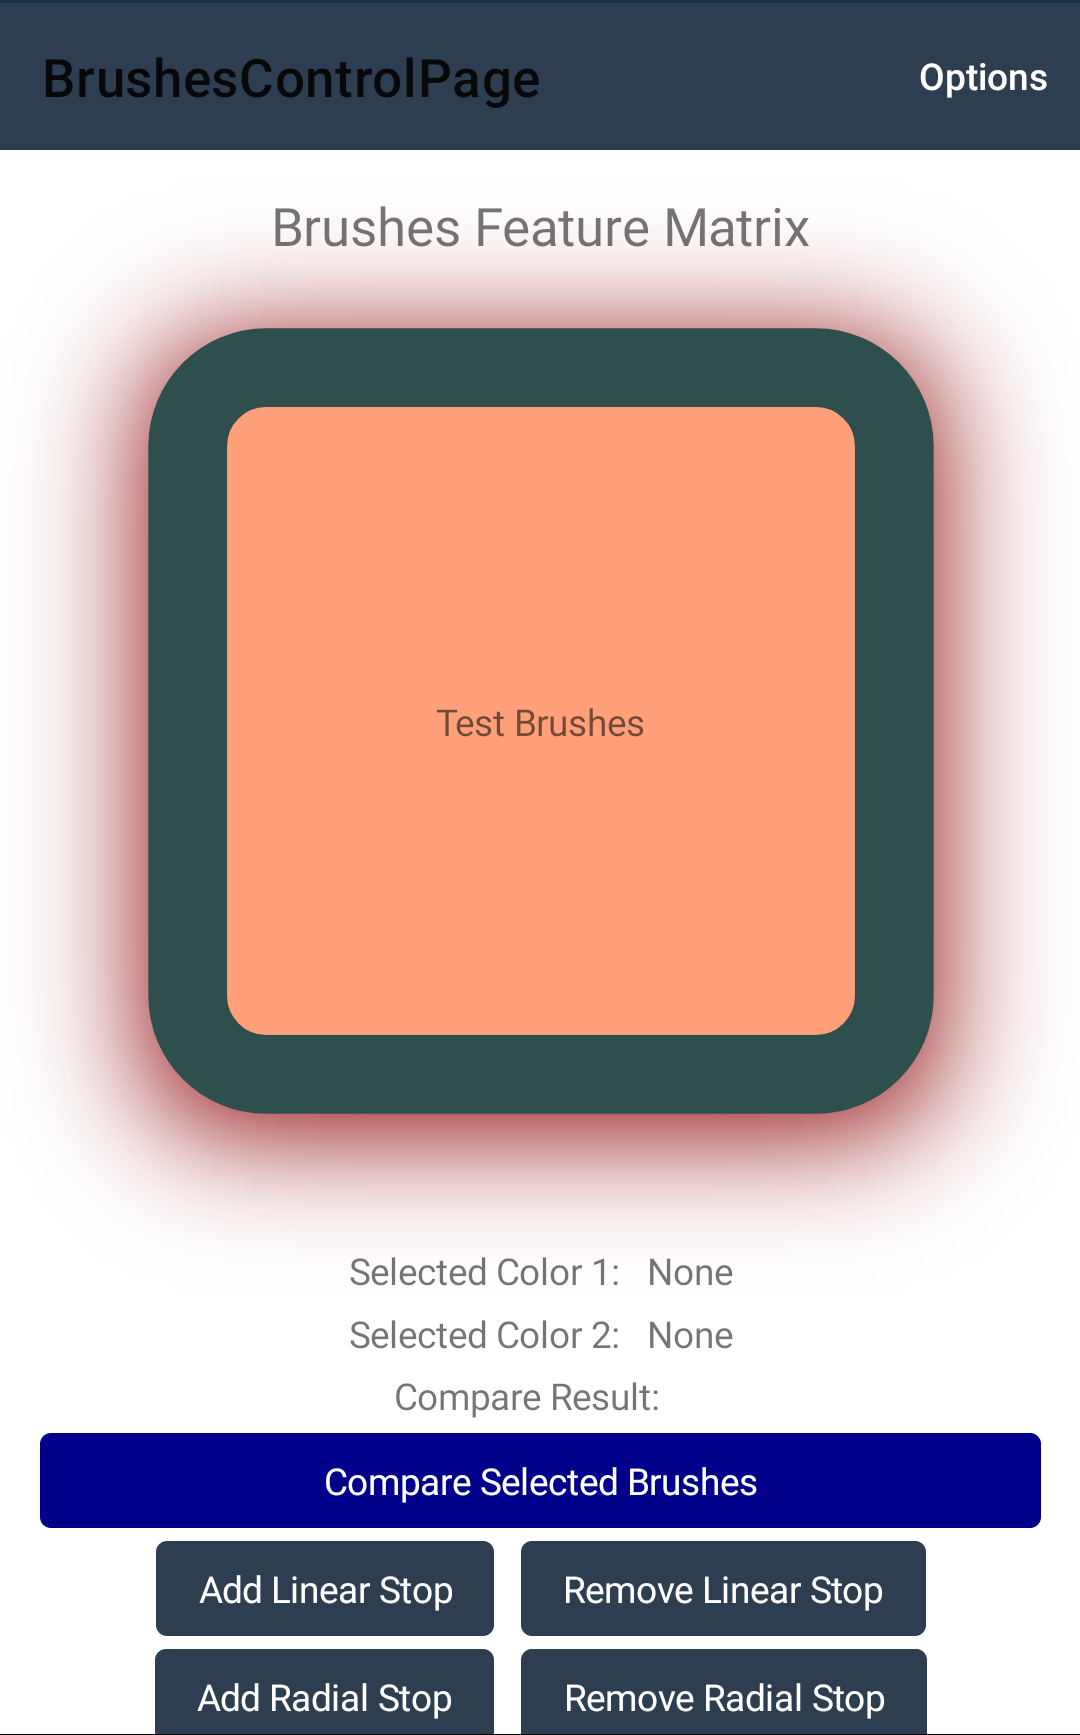 BrushesControlPage
Options
Brushes Feature Matrix
Test Brushes
Selected Color 1: None
Selected Color 2: None
Compare Result:
Compare Selected Brushes
Add Linear Stop
Remove Linear Stop
Add Radial Stop
Remove Radial Stop